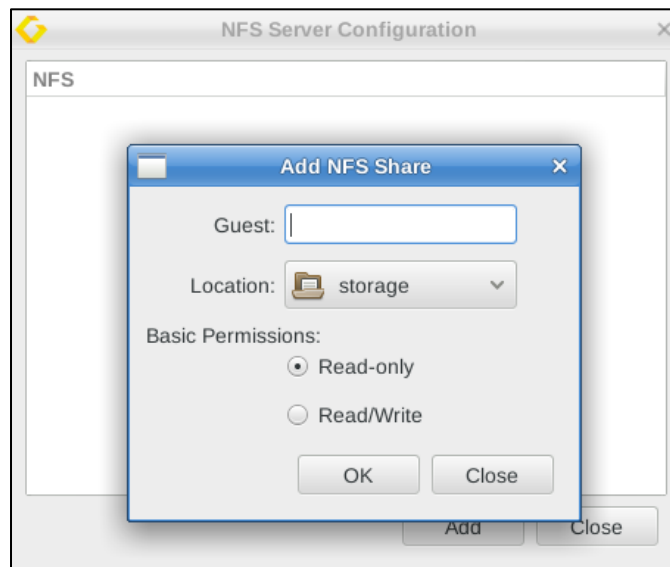 NFS Server Configuration
NFS
Add NFS Share
Guest:
Location: storage
Basic Permissions:
Read-only
Read/Write
OK Close
Add Close